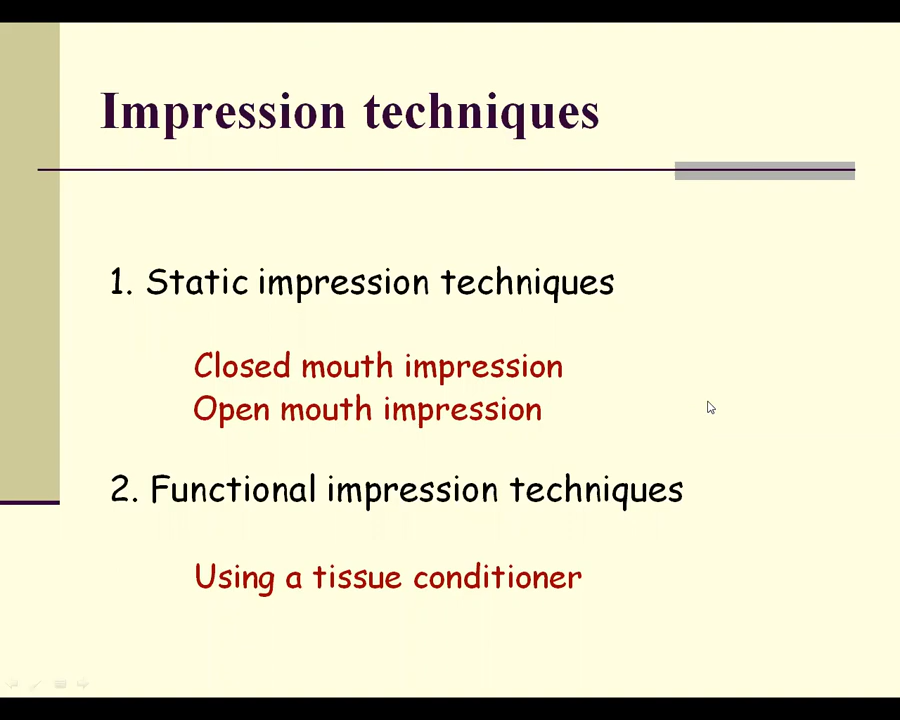 Impression techniques
1. Static impression techniques
Closed mouth impression
Open mouth impression
2. Functional impression techniques
Using a tissue conditioner